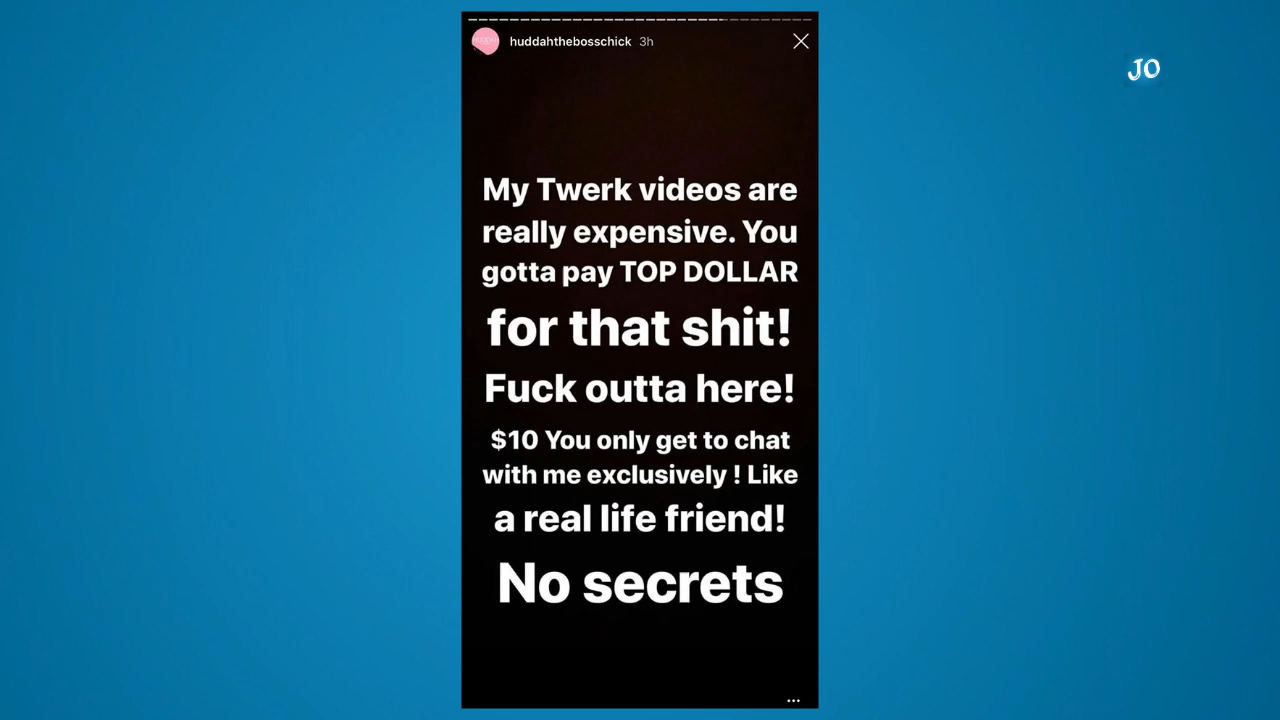 huddahthebosschick 3h
JO
My Twerk videos are
really expensive. You
gotta pay TOP DOLLAR
for that shit!
Fuck outta here!
$10 You only get to chat
with me exclusively ! Like
a real life friend!
No secrets